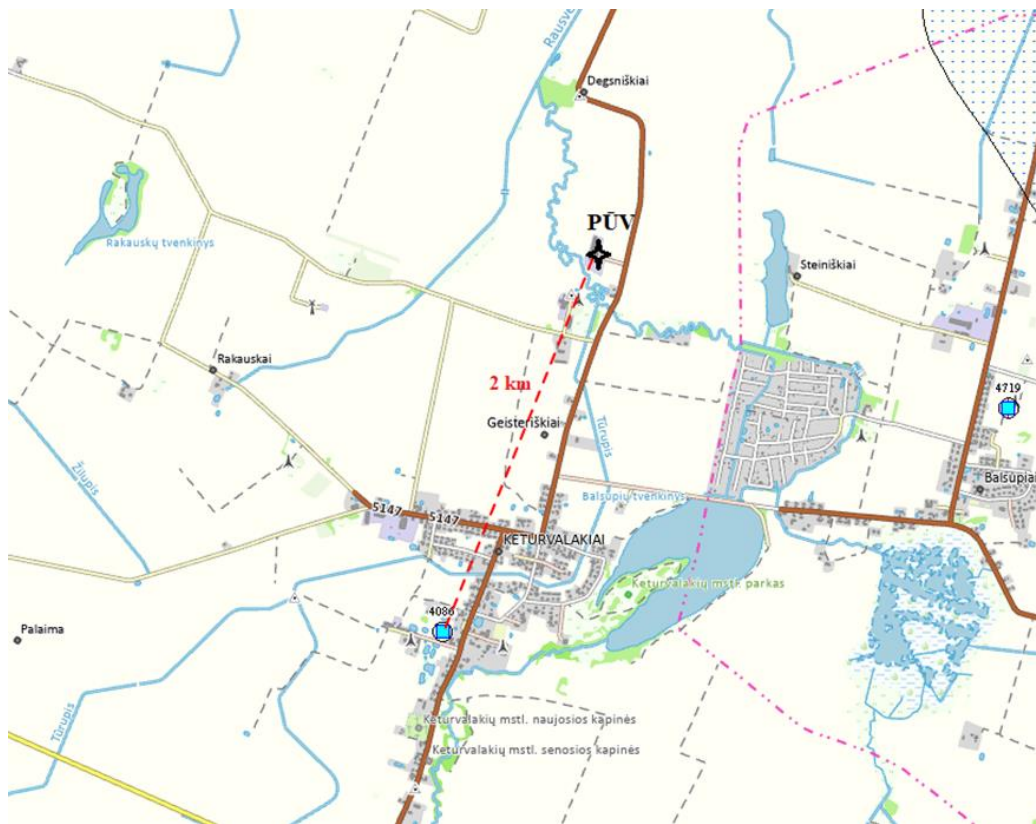 Rausve
Degsniškiai
PŪV
Rakauskų tvenkinys
Steiniškiai
Rakauskai
2 km
4719
Geisteriškiai
Tūrupis
Žilupis
Balsupių tvenkinys
Balsupiai
5147
5147
KETURVALAKIAI
Keturvalakių mstl. parkas
4086
Palaima
Tūrupis
Keturvalakių mstl. naujosios kapinės
Keturvalakių mstl. senosios kapinės